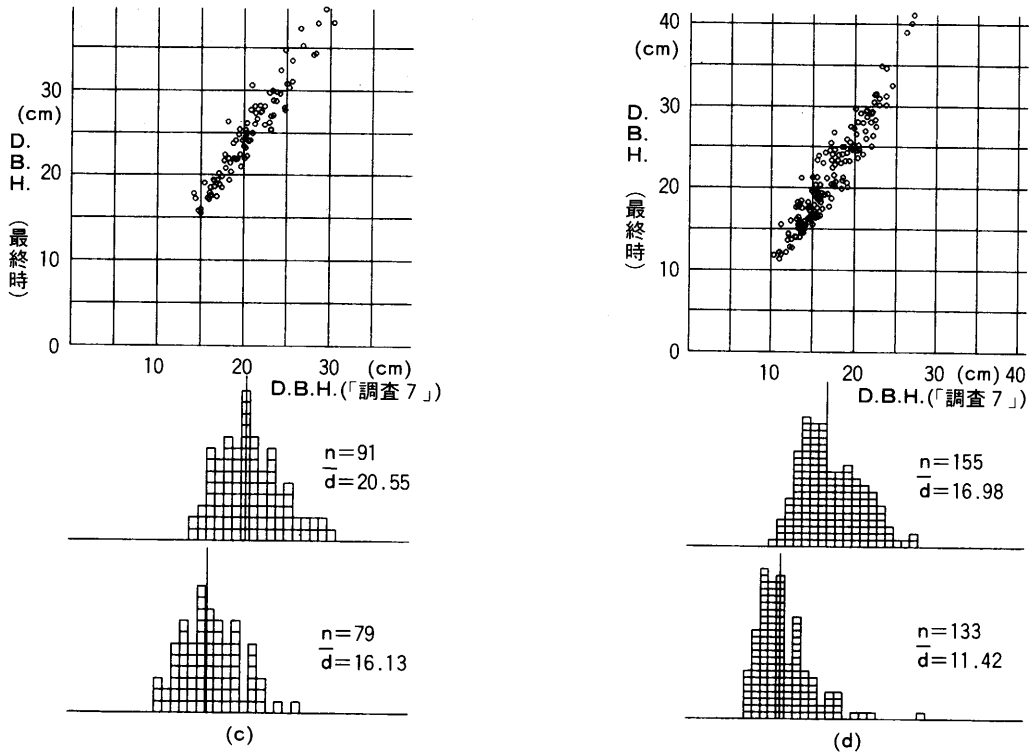 30
(cm)
D.
B.
H.
(最終時)
20
10
0
10
20
30
(cm)
D.B.H.(「調査7」)
n=91
d̅=20.55
n=79
d̅=16.13
(c)
40
(cm)
30
D.
B.
H.
(最終時)
20
10
0
10
20
30
(cm)
40
D.B.H.(「調査7」)
n=155
d̅=16.98
n=133
d̅=11.42
(d)